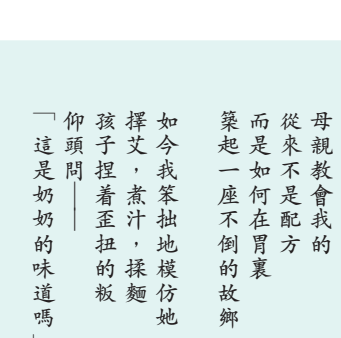 母親教會我的
從來不是配方
而是如何在胃裏
築起一座不倒的故鄉
如今我笨拙地模仿她
擇艾，煮汁，揉麵
孩子捏着歪扭的粄
仰頭問——
「這是奶奶的味道嗎